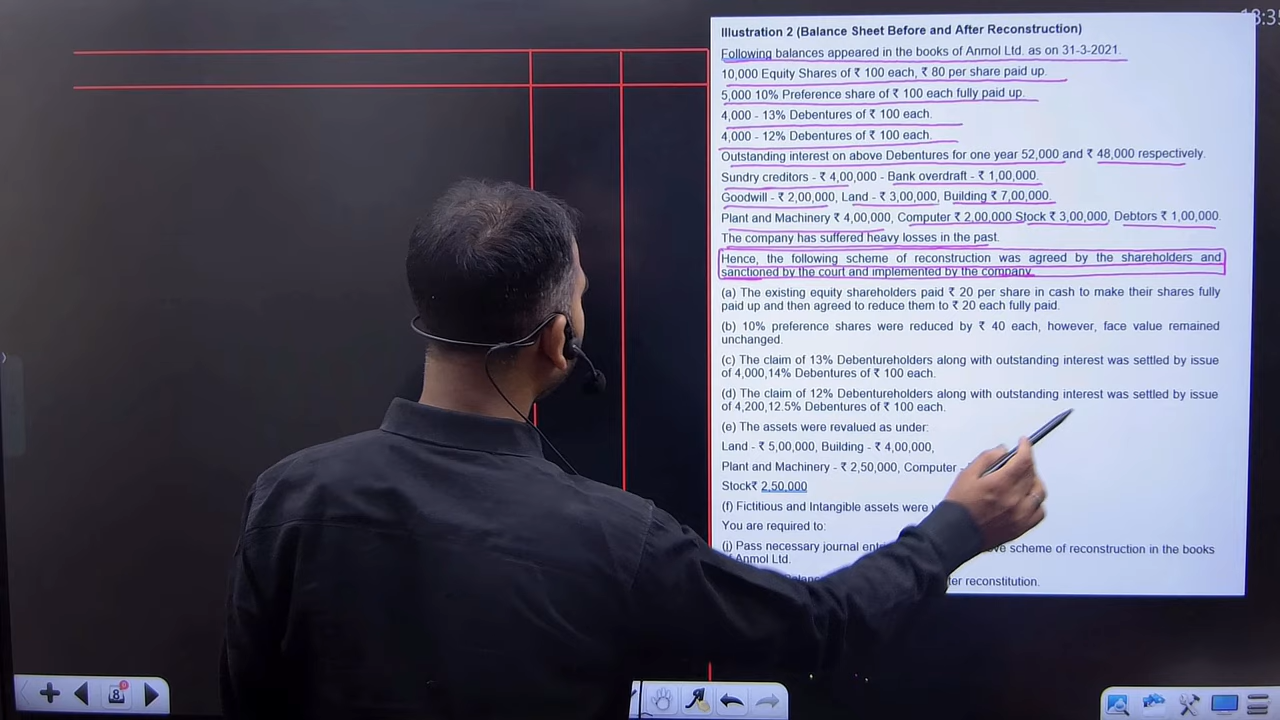 18:35
Illustration 2 (Balance Sheet Before and After Reconstruction)
Following balances appeared in the books of Anmol Ltd. as on 31-3-2021.
10,000 Equity Shares of ₹ 100 each, ₹ 80 per share paid up.
5,000 10% Preference share of ₹ 100 each fully paid up.
4,000 - 13% Debentures of ₹ 100 each.
4,000 - 12% Debentures of ₹ 100 each.
Outstanding interest on above Debentures for one year 52,000 and ₹ 48,000 respectively.
Sundry creditors - ₹ 4,00,000 - Bank overdraft - ₹ 1,00,000.
Goodwill - ₹ 2,00,000, Land - ₹ 3,00,000, Building ₹ 7,00,000.
Plant and Machinery ₹ 4,00,000, Computer ₹ 2,00,000 Stock ₹ 3,00,000, Debtors ₹ 1,00,000.
The company has suffered heavy losses in the past.
Hence, the following scheme of reconstruction was agreed by the shareholders and
sanctioned by the court and implemented by the company.
(a) The existing equity shareholders paid ₹ 20 per share in cash to make their shares fully
paid up and then agreed to reduce them to ₹ 20 each fully paid.
(b) 10% preference shares were reduced by ₹ 40 each, however, face value remained
unchanged.
(c) The claim of 13% Debentureholders along with outstanding interest was settled by issue
of 4,000,14% Debentures of ₹ 100 each.
(d) The claim of 12% Debentureholders along with outstanding interest was settled by issue
of 4,200,12.5% Debentures of ₹ 100 each.
(e) The assets were revalued as under:
Land - ₹ 5,00,000, Building - ₹ 4,00,000,
Plant and Machinery - ₹ 2,50,000, Computer -
Stock₹ 2,50,000
(f) Fictitious and Intangible assets were
You are required to:
(i) Pass necessary journal scheme of reconstruction in the books
Anmol Ltd.
reconstitution.
8